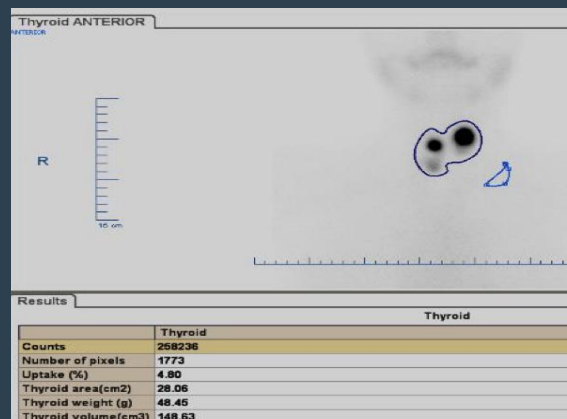 Thyroid ANTERIOR
ANTERIOR
R
15 cm
Results
Thyroid
Thyroid
Counts 258236
Number of pixels 1773
Uptake (%) 4.80
Thyroid area(cm2) 28.06
Thyroid weight (g) 48.45
Thyroid volume(cm3) 148.63